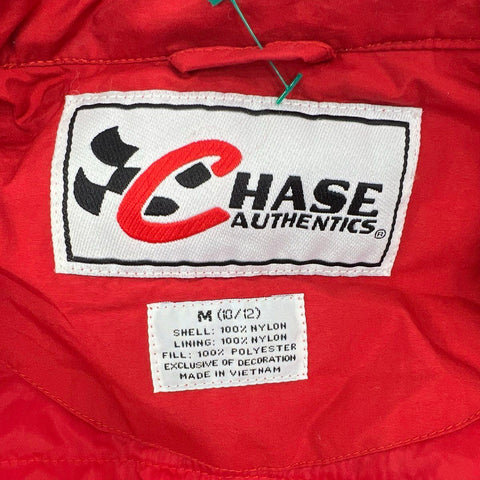 CHASE
AUTHENTICS®
M (10/12)
SHELL: 100% NYLON
LINING: 100% NYLON
FILL: 100% POLYESTER
EXCLUSIVE OF DECORATION
MADE IN VIETNAM